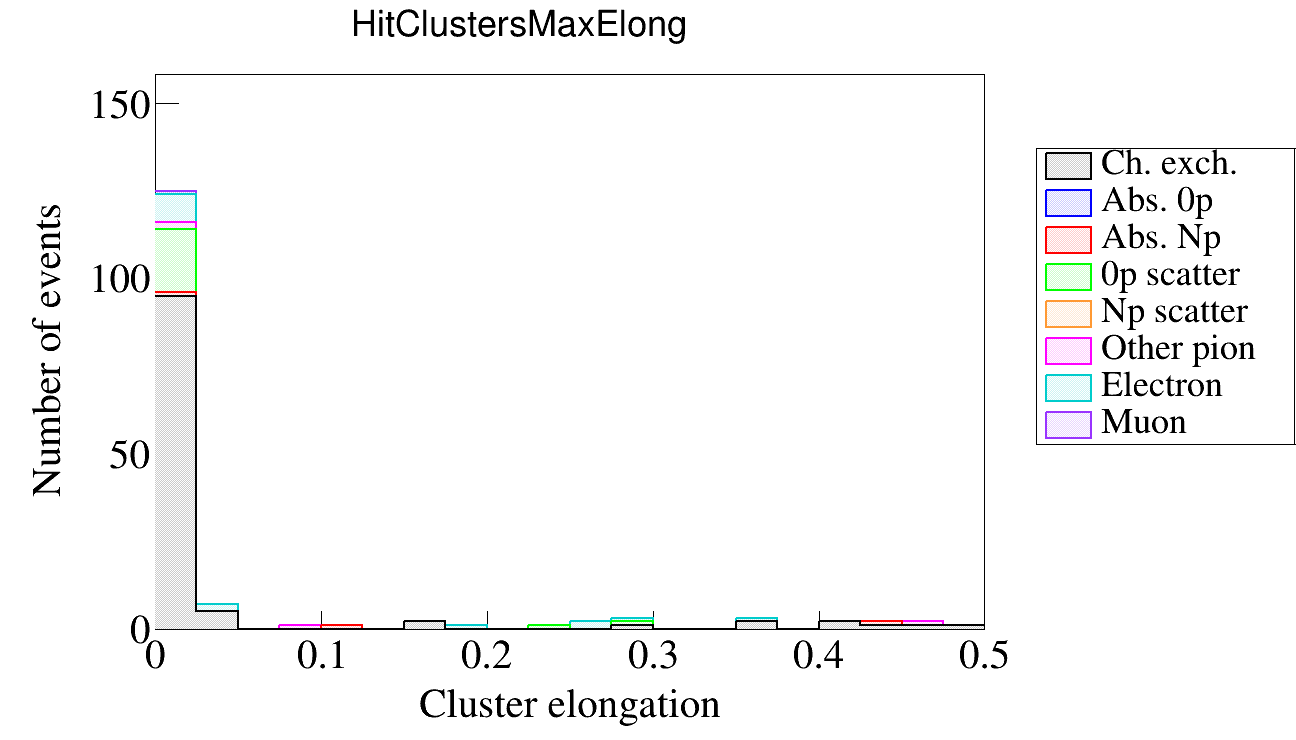 HitClustersMaxElong
150
100
50
0
Number of events
0 0.1 0.2 0.3 0.4 0.5
Cluster elongation
Ch. exch.
Abs. 0p
Abs. Np
0p scatter
Np scatter
Other pion
Electron
Muon